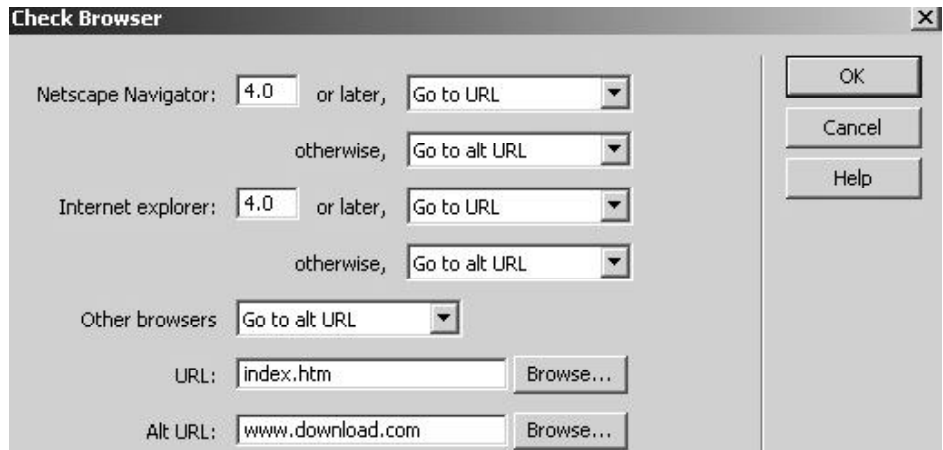 Check Browser
Netscape Navigator: 4.0 or later, Go to URL
OK
otherwise, Go to alt URL
Cancel
Internet explorer: 4.0 or later, Go to URL
Help
otherwise, Go to alt URL
Other browsers Go to alt URL
URL: index.htm Browse...
Alt URL: www.download.com Browse...